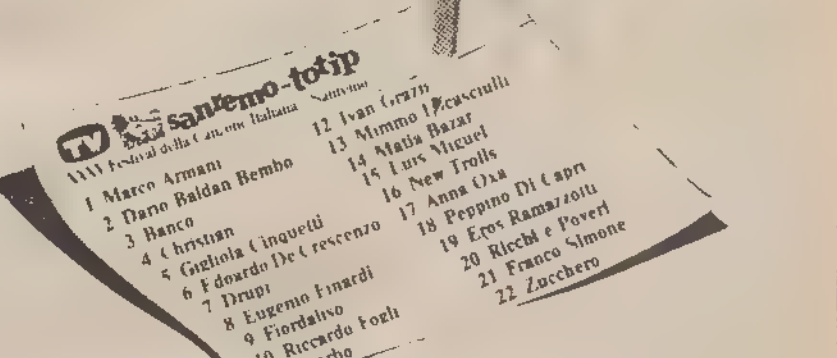 TV
sanremo-totip
Festival della Canzone Italiana Sanremo
1 Marco Armani
2 Dario Baldan Bembo
3 Banco
4 Christian
5 Gigliola Cinquetti
6 Edoardo De Crescenzo
7 Drupi
8 Eugenio Finardi
9 Fiordaliso
10 Riccardo Fogli
12 Ivan
13 Mimmo
14 Matia Bazar
15 Luis Miguel
16 New Trolls
17 Anna Oxa
18 Peppino Di Capri
19 Eros Ramazzotti
20 Ricchi e Poveri
21 Franco Simone
22 Zucchero